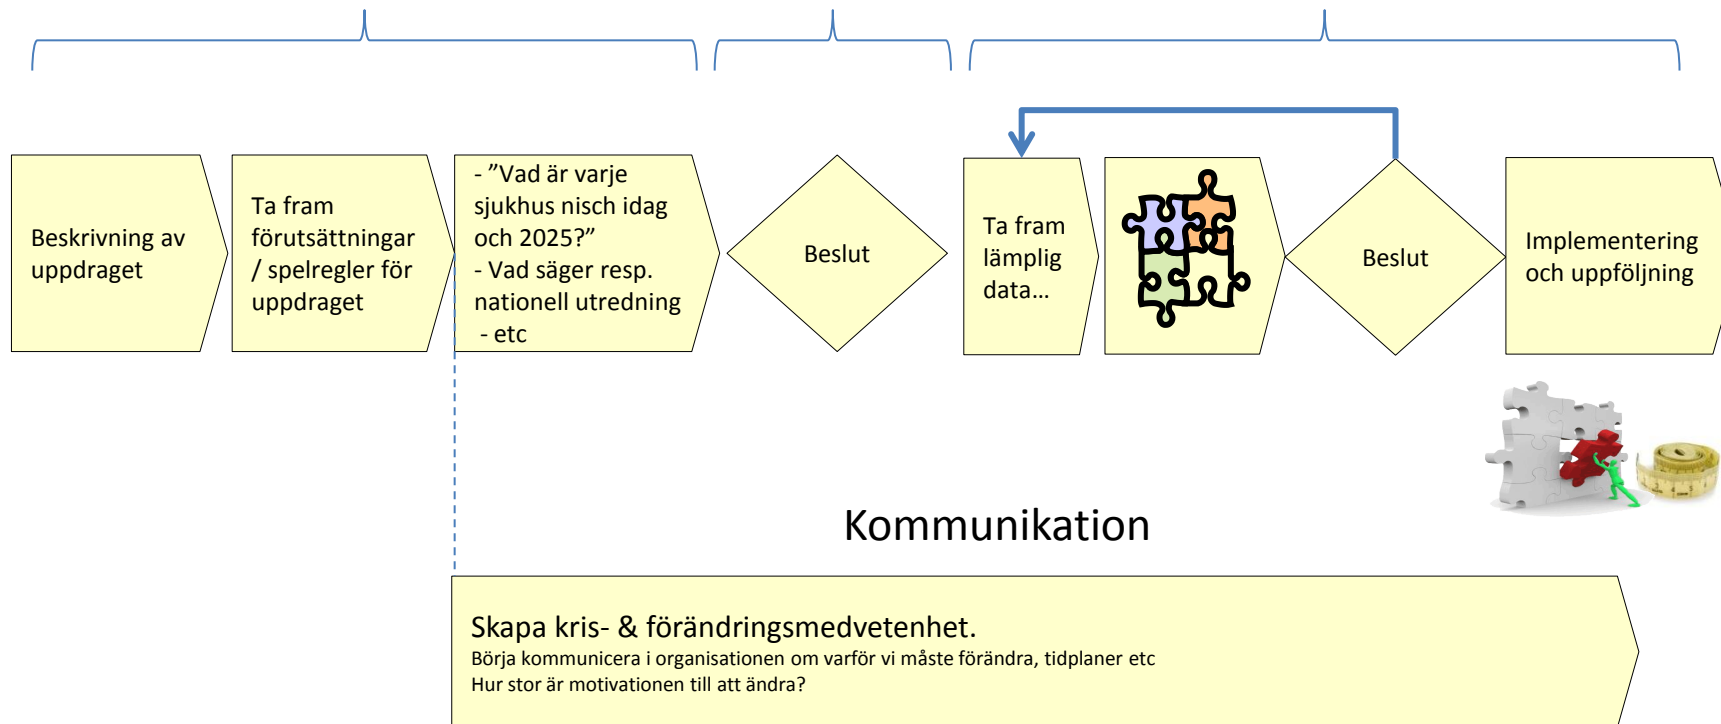 Beskrivning av
uppdraget
Ta fram
förutsättningar
/ spelregler för
uppdraget
- ”Vad är varje
sjukhus nisch idag
och 2025?”
- Vad säger resp.
nationell utredning
- etc
Beslut
Ta fram
lämplig
data…
Beslut
Implementering
och uppföljning
Kommunikation
Skapa kris- & förändringsmedvetenhet.
Börja kommunicera i organisationen om varför vi måste förändra, tidplaner etc
Hur stor är motivationen till att ändra?